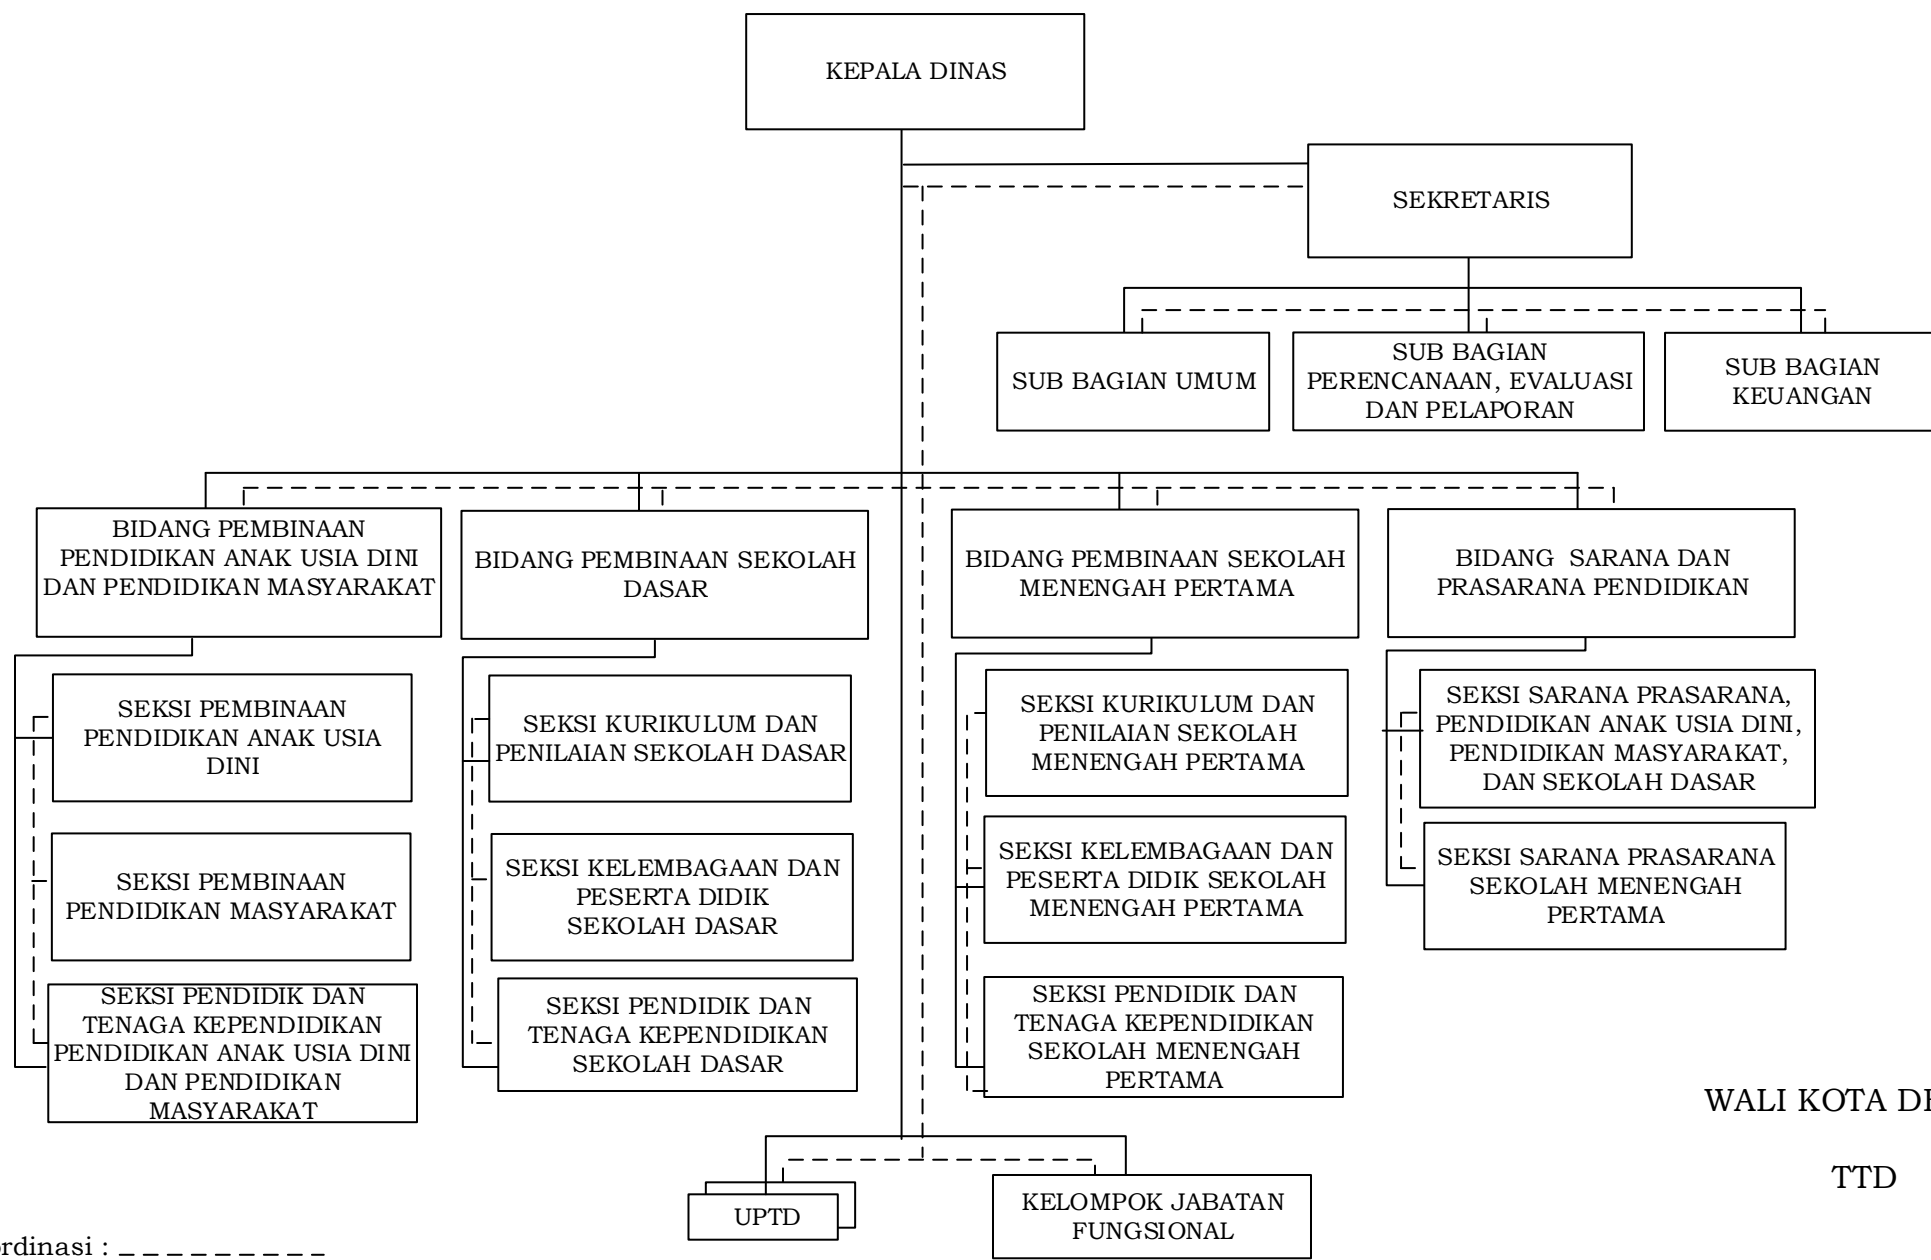 KEPALA DINAS
SEKRETARIS
SUB BAGIAN UMUM
SUB BAGIAN
PERENCANAAN, EVALUASI
DAN PELAPORAN
SUB BAGIAN
KEUANGAN
BIDANG PEMBINAAN
PENDIDIKAN ANAK USIA DINI
DAN PENDIDIKAN MASYARAKAT
BIDANG PEMBINAAN SEKOLAH
DASAR
BIDANG PEMBINAAN SEKOLAH
MENENGAH PERTAMA
BIDANG SARANA DAN
PRASARANA PENDIDIKAN
SEKSI PEMBINAAN
PENDIDIKAN ANAK USIA
DINI
SEKSI PEMBINAAN
PENDIDIKAN MASYARAKAT
SEKSI PENDIDIK DAN
TENAGA KEPENDIDIKAN
PENDIDIKAN ANAK USIA DINI
DAN PENDIDIKAN
MASYARAKAT
SEKSI KURIKULUM DAN
PENILAIAN SEKOLAH DASAR
SEKSI KELEMBAGAAN DAN
PESERTA DIDIK
SEKOLAH DASAR
SEKSI PENDIDIK DAN
TENAGA KEPENDIDIKAN
SEKOLAH DASAR
SEKSI KURIKULUM DAN
PENILAIAN SEKOLAH
MENENGAH PERTAMA
SEKSI KELEMBAGAAN DAN
PESERTA DIDIK SEKOLAH
MENENGAH PERTAMA
SEKSI PENDIDIK DAN
TENAGA KEPENDIDIKAN
SEKOLAH MENENGAH
PERTAMA
SEKSI SARANA PRASARANA,
PENDIDIKAN ANAK USIA DINI,
PENDIDIKAN MASYARAKAT,
DAN SEKOLAH DASAR
SEKSI SARANA PRASARANA
SEKOLAH MENENGAH
PERTAMA
UPTD
KELOMPOK JABATAN
FUNGSIONAL
WALI KOTA
TTD
rdinasi :